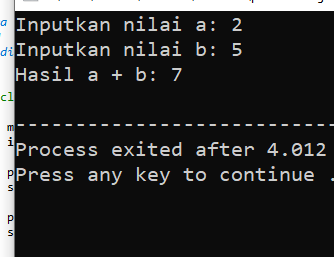 Inputkan nilai a: 2
Inputkan nilai b: 5
Hasil a + b: 7
--------------------------
Process exited after 4.012
Press any key to continue .